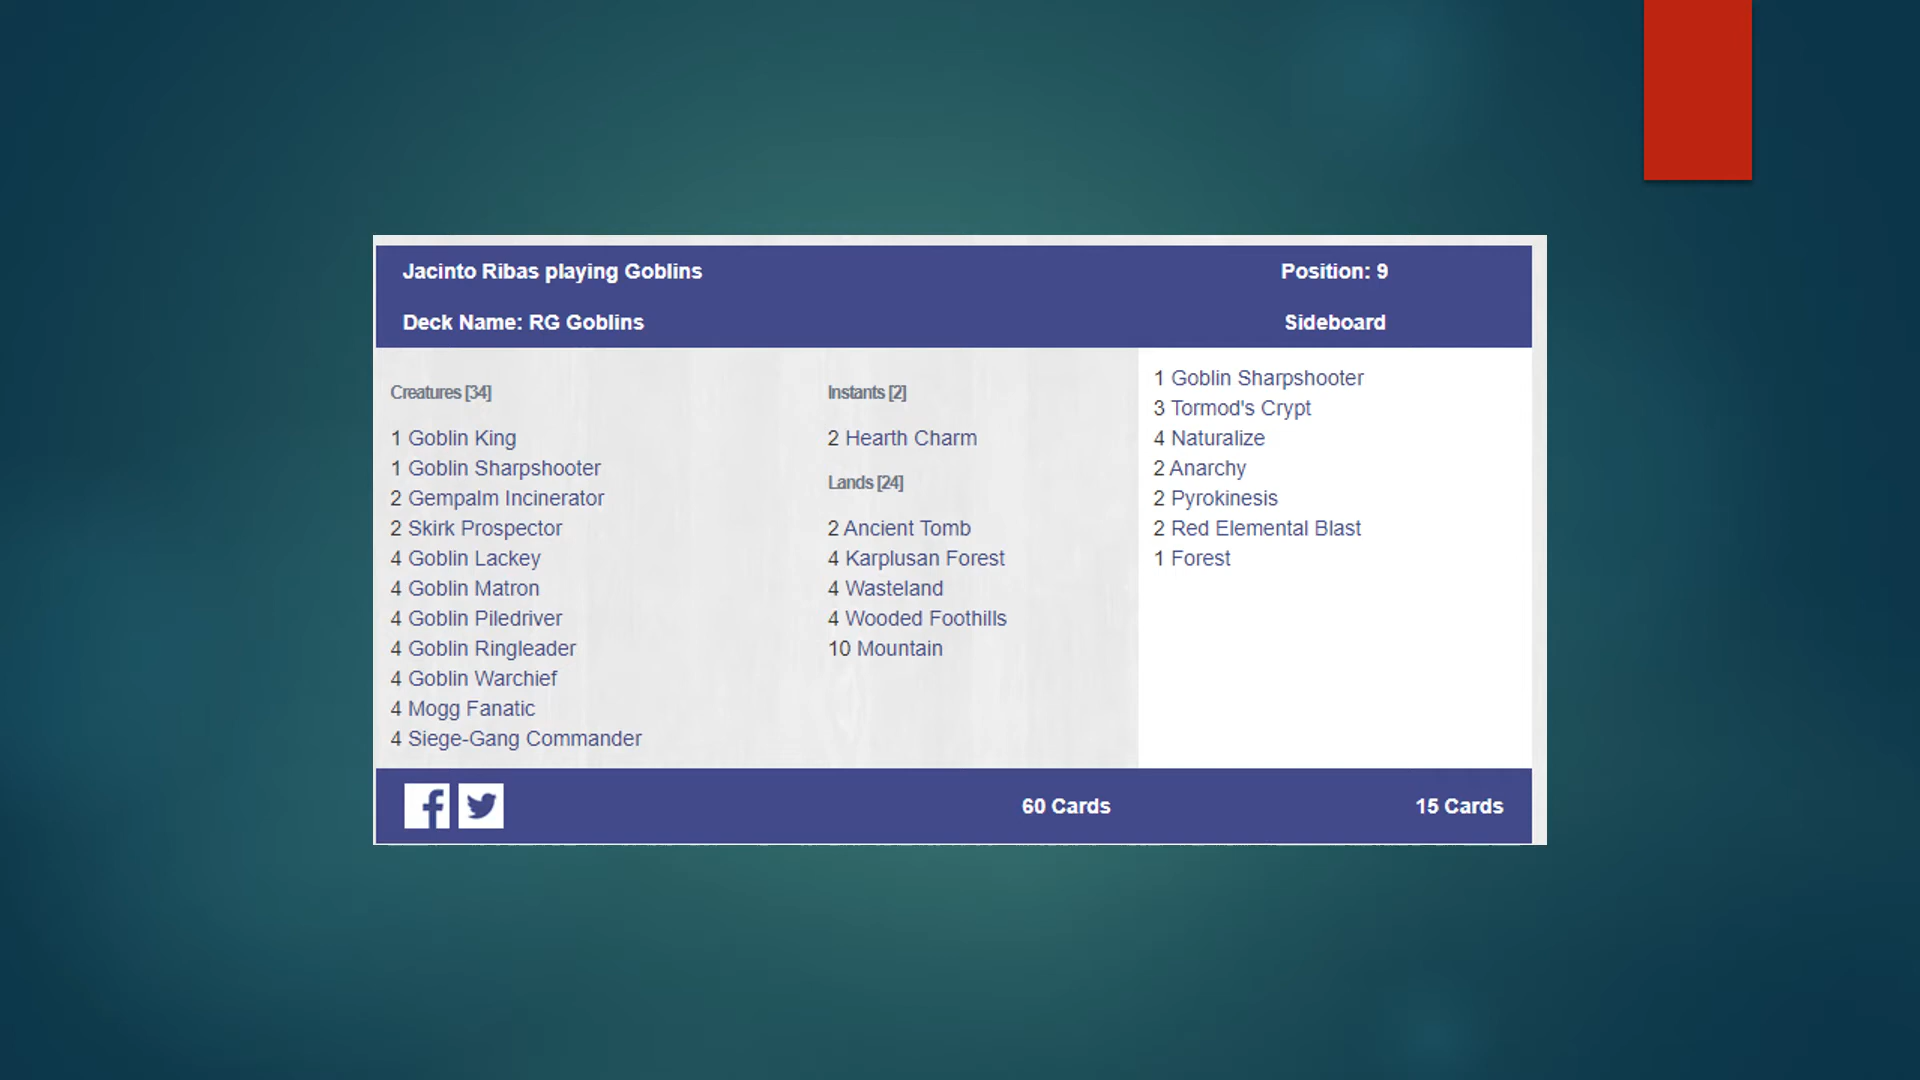 Jacinto Ribas playing Goblins
Position: 9
Deck Name: RG Goblins
Sideboard
Creatures [34]
1 Goblin King
1 Goblin Sharpshooter
2 Gempalm Incinerator
2 Skirk Prospector
4 Goblin Lackey
4 Goblin Matron
4 Goblin Piledriver
4 Goblin Ringleader
4 Goblin Warchief
4 Mogg Fanatic
4 Siege-Gang Commander
Instants [2]
2 Hearth Charm
Lands [24]
2 Ancient Tomb
4 Karplusan Forest
4 Wasteland
4 Wooded Foothills
10 Mountain
1 Goblin Sharpshooter
3 Tormod's Crypt
4 Naturalize
2 Anarchy
2 Pyrokinesis
2 Red Elemental Blast
1 Forest
60 Cards
15 Cards